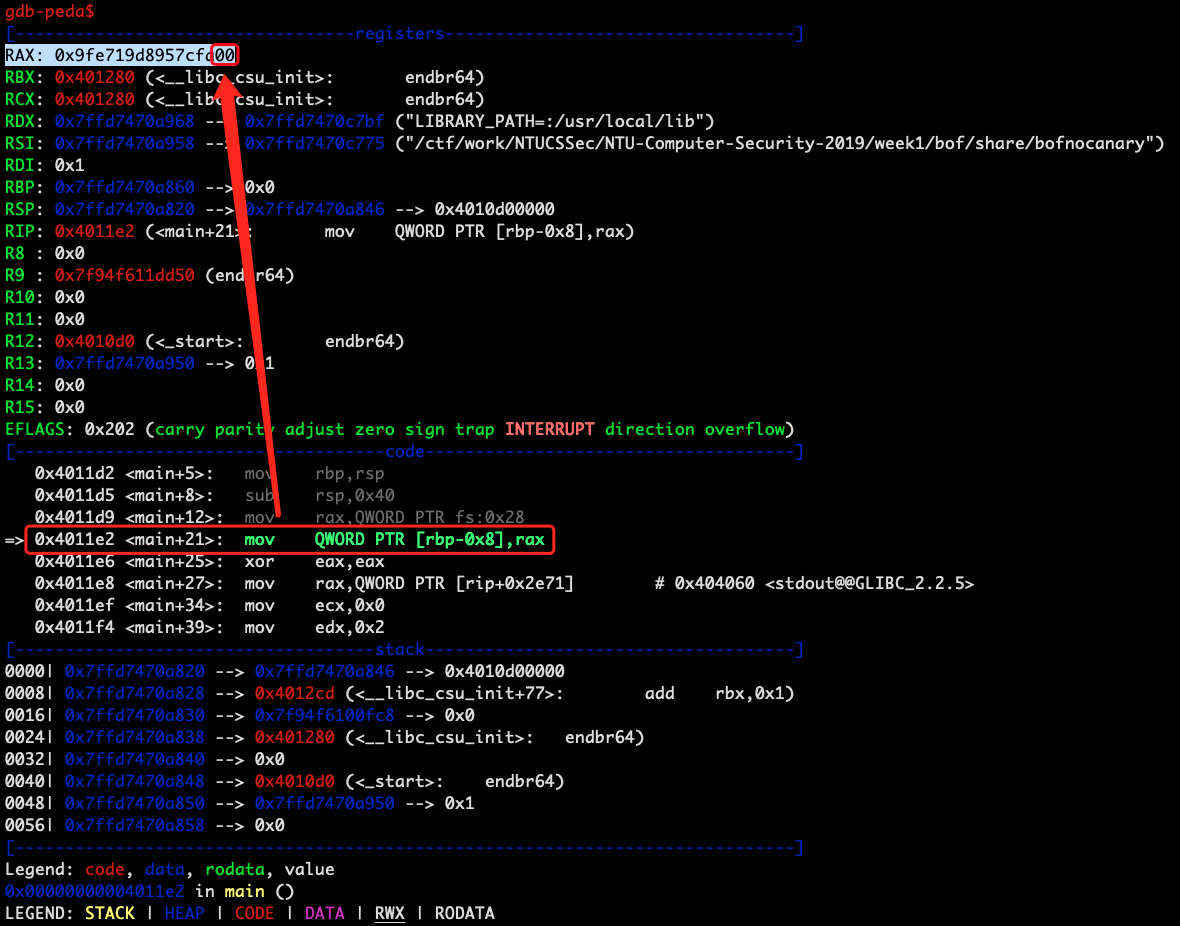 gdb-peda$
[----------------------------------registers-----------------------------------]
RAX: 0x9fe719d8957cfc00
RBX: 0x401280 (<__libc_csu_init>: endbr64)
RCX: 0x401280 (<__libc_csu_init>: endbr64)
RDX: 0x7ffd7470a968 --> 0x7ffd7470c7bf ("LIBRARY_PATH=:/usr/local/lib")
RSI: 0x7ffd7470a958 --> 0x7ffd7470c775 ("/ctf/work/NTUCSSec/NTU-Computer-Security-2019/week1/bof/share/bofnocanary")
RDI: 0x1
RBP: 0x7ffd7470a860 --> 0x0
RSP: 0x7ffd7470a820 --> 0x7ffd7470a846 --> 0x4010d00000
RIP: 0x4011e2 (<main+21>: mov QWORD PTR [rbp-0x8],rax)
R8 : 0x0
R9 : 0x7f94f611dd50 (endbr64)
R10: 0x0
R11: 0x0
R12: 0x4010d0 (<_start>: endbr64)
R13: 0x7ffd7470a950 --> 0x1
R14: 0x0
R15: 0x0
EFLAGS: 0x202 (carry parity adjust zero sign trap INTERRUPT direction overflow)
[-------------------------------------code-------------------------------------]
0x4011d2 <main+5>: mov rbp,rsp
0x4011d5 <main+8>: sub rsp,0x40
0x4011d9 <main+12>: mov rax,QWORD PTR fs:0x28
=> 0x4011e2 <main+21>: mov QWORD PTR [rbp-0x8],rax
0x4011e6 <main+25>: xor eax,eax
0x4011e8 <main+27>: mov rax,QWORD PTR [rip+0x2e71] # 0x404060 <stdout@@GLIBC_2.2.5>
0x4011ef <main+34>: mov ecx,0x0
0x4011f4 <main+39>: mov edx,0x2
[------------------------------------stack-------------------------------------]
0000| 0x7ffd7470a820 --> 0x7ffd7470a846 --> 0x4010d00000
0008| 0x7ffd7470a828 --> 0x4012cd (<__libc_csu_init+77>: add rbx,0x1)
0016| 0x7ffd7470a830 --> 0x7f94f6100fc8 --> 0x0
0024| 0x7ffd7470a838 --> 0x401280 (<__libc_csu_init>: endbr64)
0032| 0x7ffd7470a840 --> 0x0
0040| 0x7ffd7470a848 --> 0x4010d0 (<_start>: endbr64)
0048| 0x7ffd7470a850 --> 0x7ffd7470a950 --> 0x1
0056| 0x7ffd7470a858 --> 0x0
[------------------------------------------------------------------------------]
Legend: code, data, rodata, value
0x00000000004011e2 in main ()
LEGEND: STACK | HEAP | CODE | DATA | RWX | RODATA